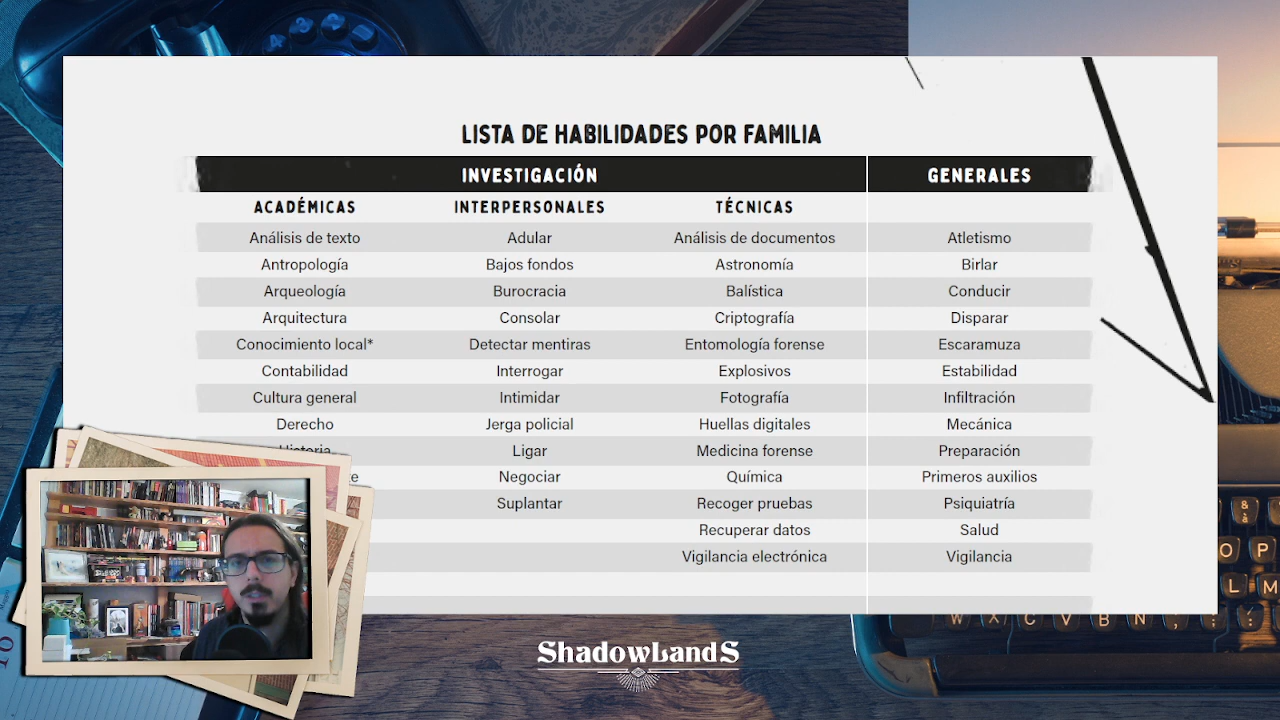 LISTA DE HABILIDADES POR FAMILIA
INVESTIGACIÓN GENERALES
ACADÉMICAS INTERPERSONALES TÉCNICAS
Análisis de texto Adular Análisis de documentos Atletismo
Antropología Bajos fondos Astronomía Birlar
Arqueología Burocracia Balística Conducir
Arquitectura Consolar Criptografía Disparar
Conocimiento local* Detectar mentiras Entomología forense Escaramuza
Contabilidad Interrogar Explosivos Estabilidad
Cultura general Intimidar Fotografía Infiltración
Derecho Jerga policial Huellas digitales Mecánica
Historia Ligar Medicina forense Preparación
Negociar Química Primeros auxilios
Suplantar Recoger pruebas Psiquiatría
Recuperar datos Salud
Vigilancia electrónica Vigilancia
O P
L M
W X C V B N
ShadowLandS